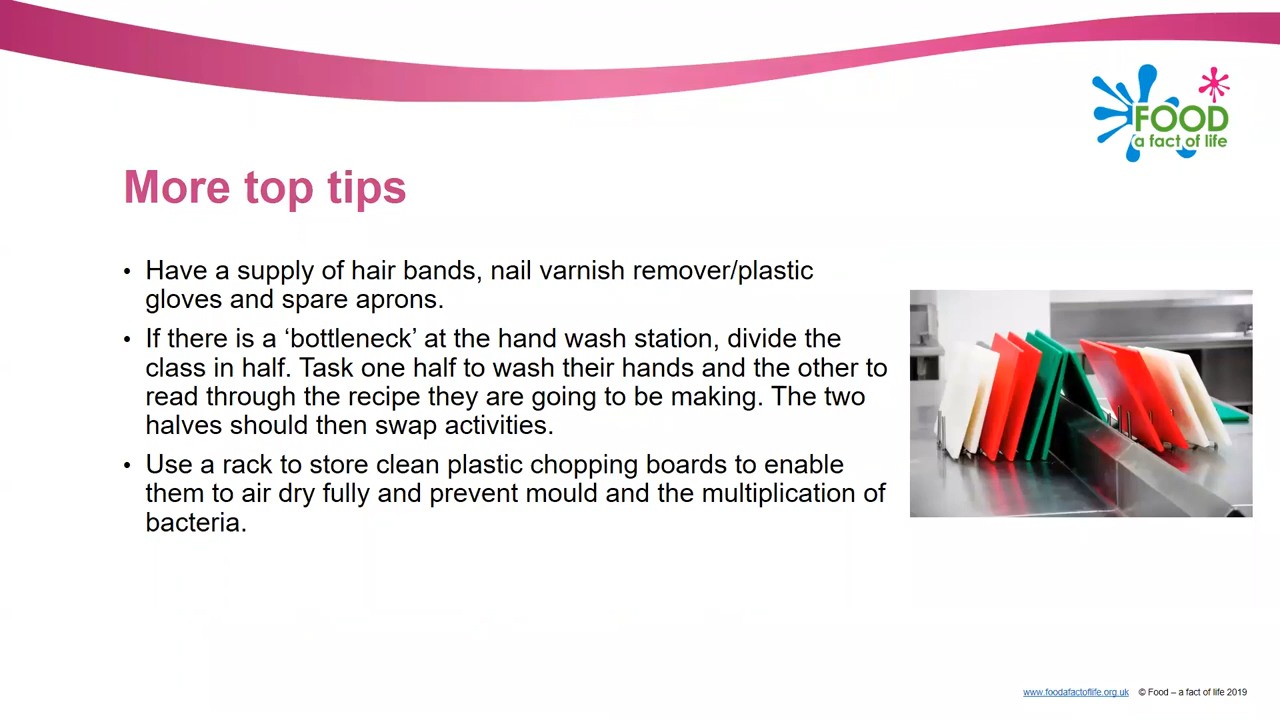 FOOD
a fact of life
More top tips
• Have a supply of hair bands, nail varnish remover/plastic
gloves and spare aprons.
• If there is a ‘bottleneck’ at the hand wash station, divide the
class in half. Task one half to wash their hands and the other to
read through the recipe they are going to be making. The two
halves should then swap activities.
• Use a rack to store clean plastic chopping boards to enable
them to air dry fully and prevent mould and the multiplication of
bacteria.
www.foodafactoflife.org.uk © Food – a fact of life 2019